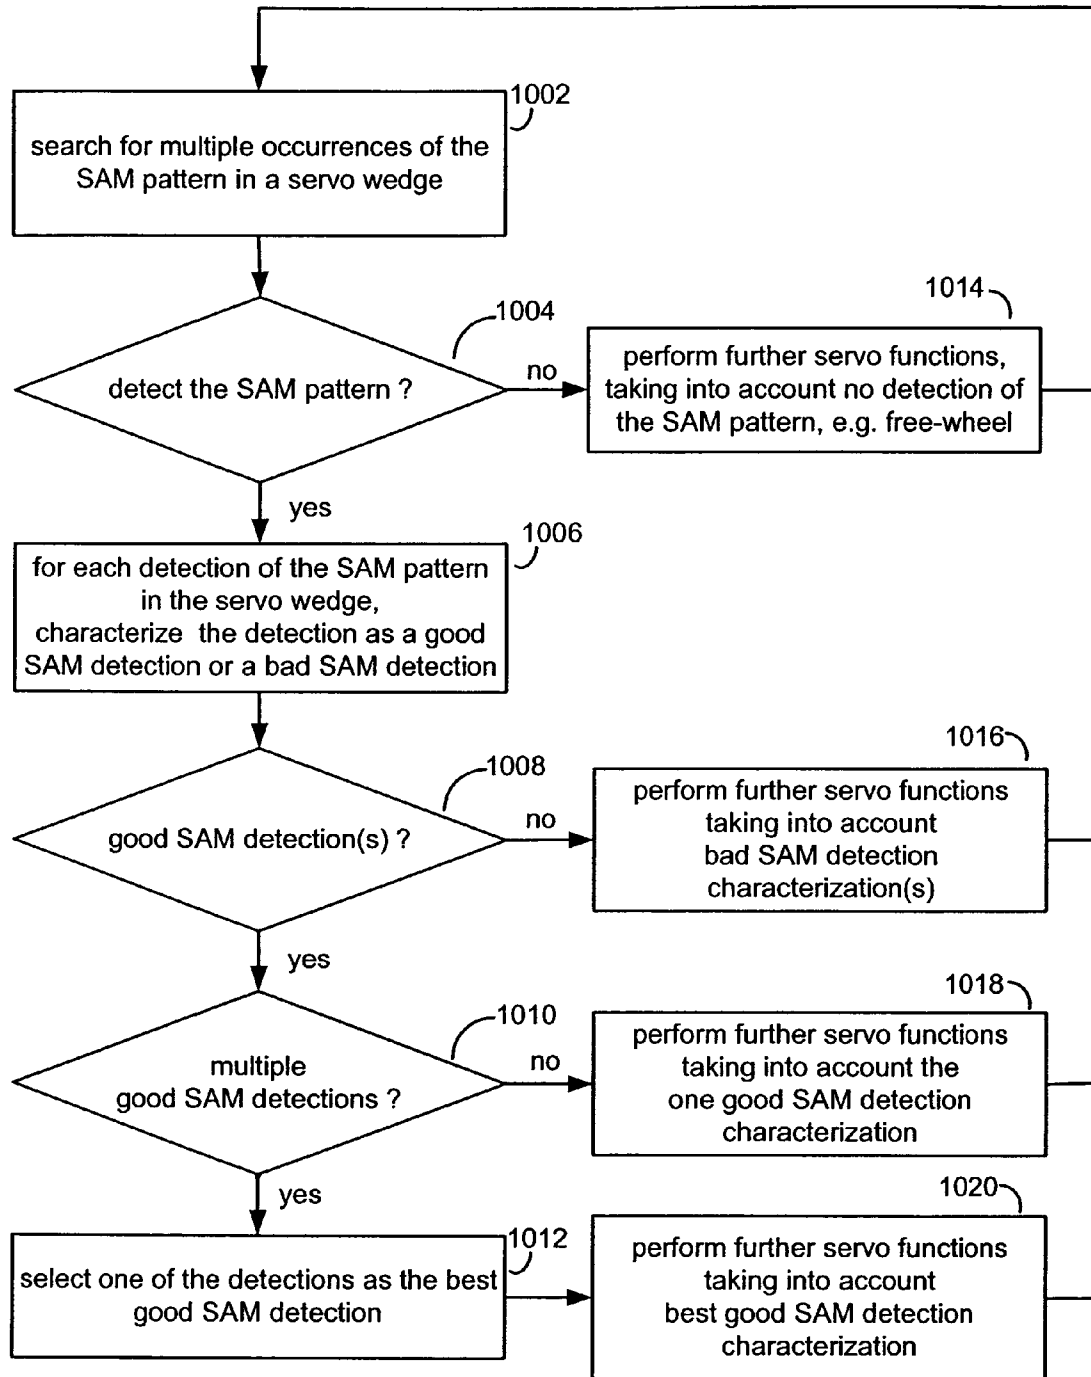 1002
search for multiple occurrences of the
SAM pattern in a servo wedge
1004
detect the SAM pattern ?
no
1014
perform further servo functions,
taking into account no detection of
the SAM pattern, e.g. free-wheel
yes
1006
for each detection of the SAM pattern
in the servo wedge,
characterize the detection as a good
SAM detection or a bad SAM detection
1008
good SAM detection(s) ?
no
1016
perform further servo functions
taking into account
bad SAM detection
characterization(s)
yes
1010
multiple
good SAM detections ?
no
1018
perform further servo functions
taking into account the
one good SAM detection
characterization
yes
1012
select one of the detections as the best
good SAM detection
1020
perform further servo functions
taking into account
best good SAM detection
characterization